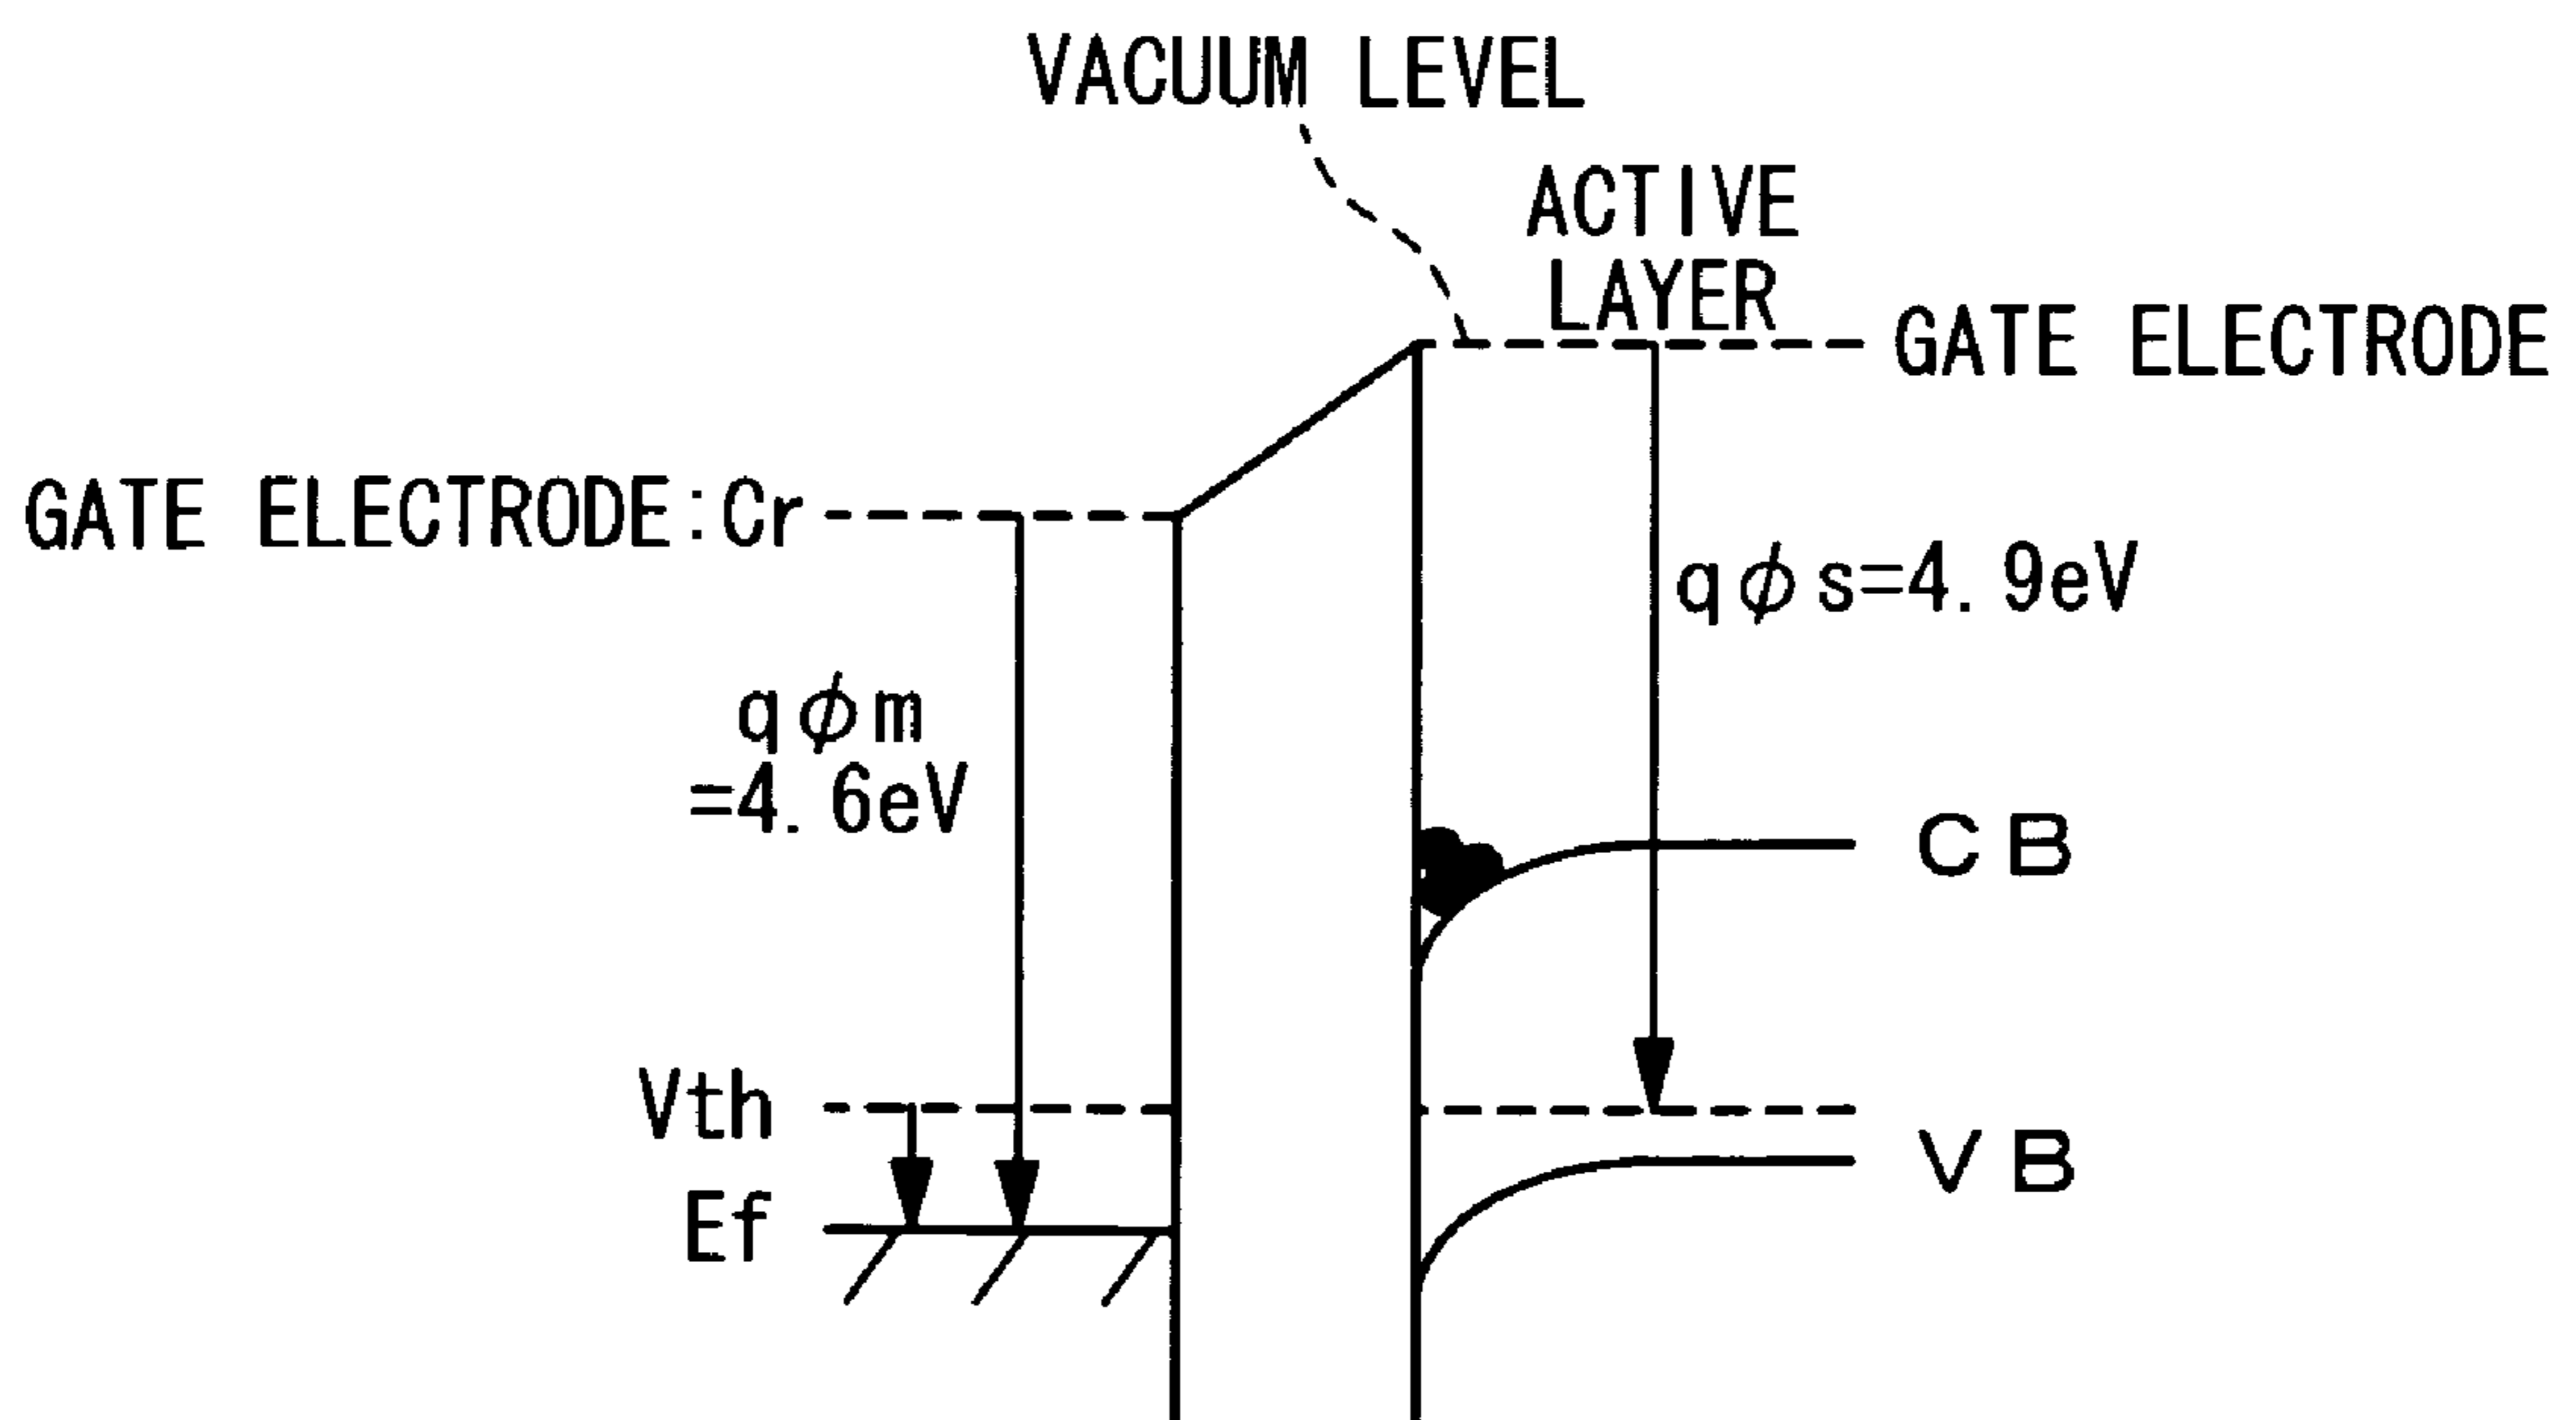 VACUUM LEVEL
ACTIVE
LAYER
GATE ELECTRODE
GATE ELECTRODE:Cr
qϕs=4.9eV
qϕm
=4.6eV
CB
Vth
VB
Ef